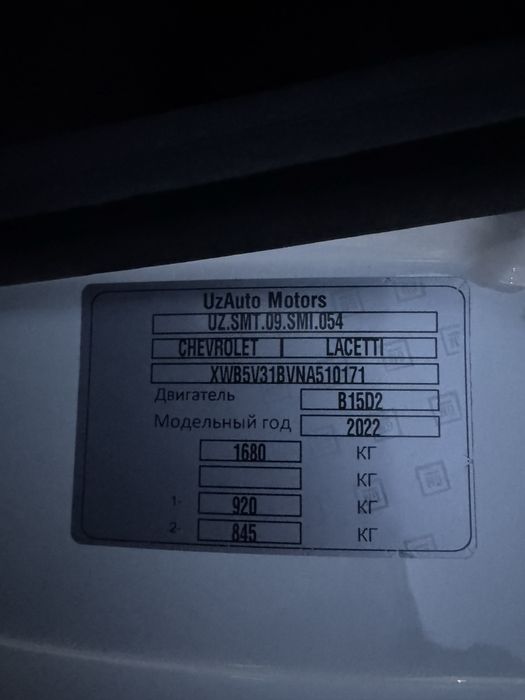 UzAuto Motors
UZ.SMT.09.SMI.054
CHEVROLET | LACETTI
XWB5V31BVNA510171
Двигатель B15D2
Модельный год 2022
1680 КГ
КГ
1- 920 КГ
2- 845 КГ